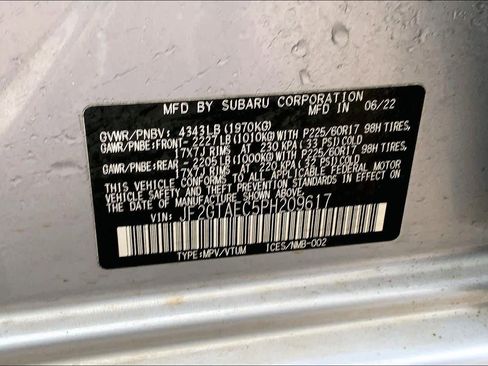 MFD BY SUBARU CORPORATION
MFD IN 06/22
GVWR/PNBV: 4343LB(1970KG)
GAWR/PNBE:FRONT- 2227LB(1010KG)WITH P225/60R17 98H TIRES,
17X7J RIMS AT 230 KPA(33 PSI)COLD
GAWR/PNBE:REAR - 2205LB(1000KG)WITH P225/60R17 98H TIRES,
17X7J RIMS AT 220 KPA(32 PSI)COLD
THIS VEHICLE CONFORMS TO ALL APPLICABLE FEDERAL MOTOR
VEHICLE SAFETY AND THEFT PREVENTION STANDARDS IN EFFECT ON
THE DATE OF MANUFACTURE SHOWN ABOVE.
VIN: JF2GTAEC5PH209617
TYPE:MPV/VTUM ICES/NMB-002